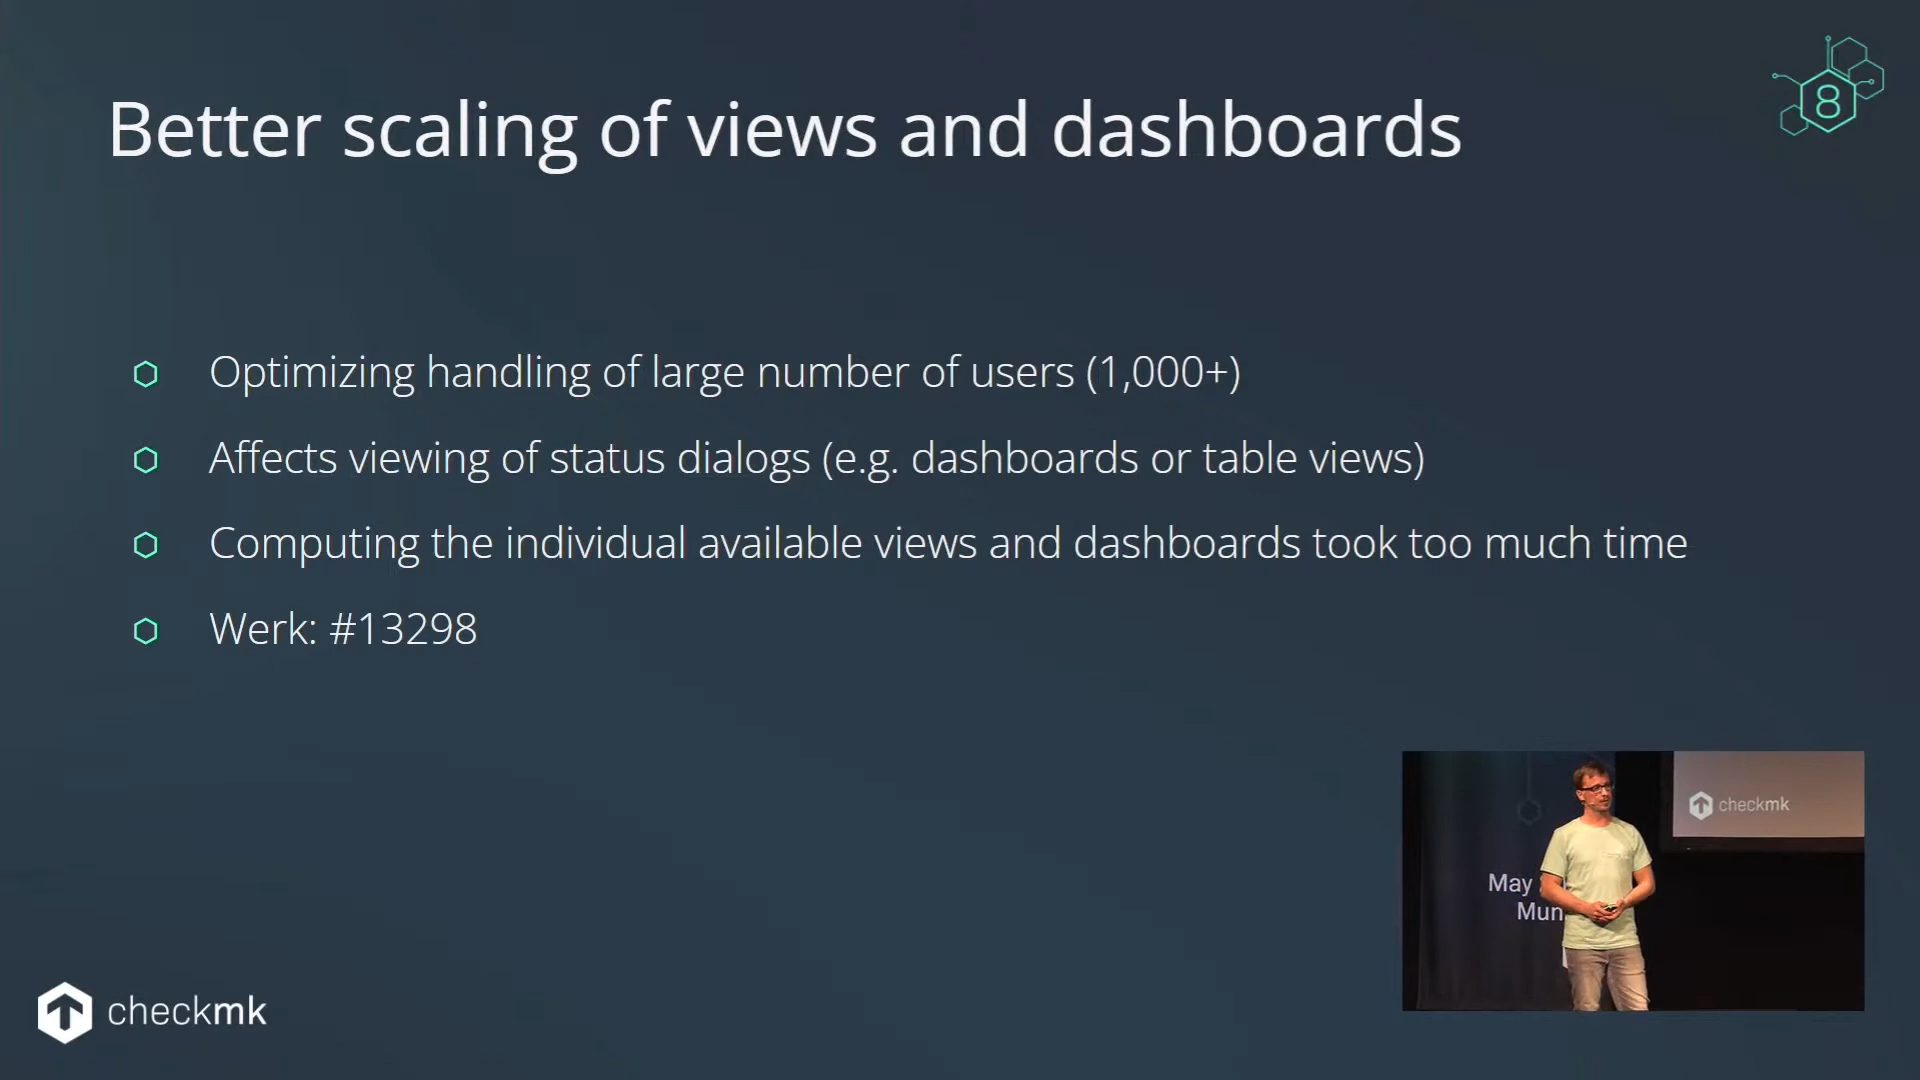 Better scaling of views and dashboards
8
Optimizing handling of large number of users (1,000+)
Affects viewing of status dialogs (e.g. dashboards or table views)
Computing the individual available views and dashboards took too much time
Werk: #13298
checkmk
May
Mun
checkmk